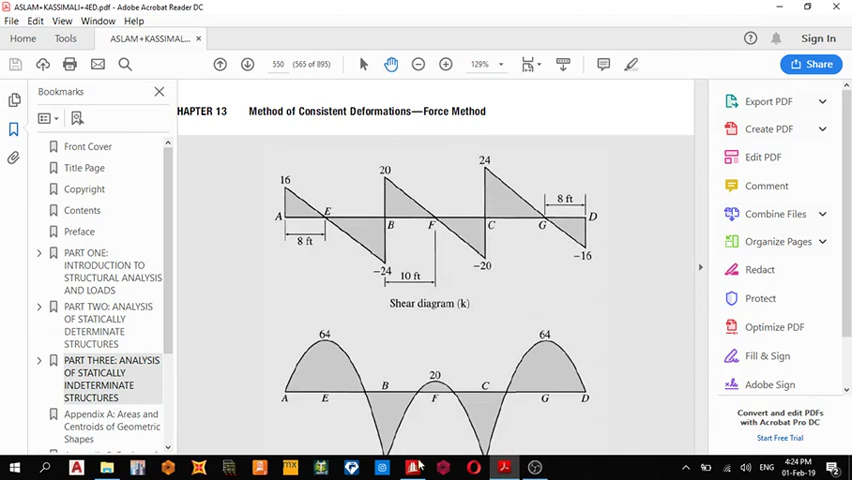 ASLAM+KASSIMALI+4ED.pdf - Adobe Acrobat Reader DC
File Edit View Window Help
Home Tools ASLAM+KASSIMALI... × Sign In
550 (565 of 895) 129% Share
Bookmarks
Front Cover
Title Page
Copyright
Contents
Preface
PART ONE:
INTRODUCTION TO
STRUCTURAL ANALYSIS
AND LOADS
PART TWO: ANALYSIS
OF STATICALLY
DETERMINATE
STRUCTURES
PART THREE: ANALYSIS
OF STATICALLY
INDETERMINATE
STRUCTURES
Appendix A: Areas and
Centroids of Geometric
Shapes
HAPTER 13 Method of Consistent Deformations—Force Method
24
20
16
8 ft
A E B F C G D
8 ft
-16
-24
-20
10 ft
Shear diagram (k)
64 64
20
A E B F C G D
Export PDF
Create PDF
Edit PDF
Comment
Combine Files
Organize Pages
Redact
Protect
Optimize PDF
Fill & Sign
Adobe Sign
Convert and edit PDFs
with Acrobat Pro DC
Start Free Trial
ENG
4:24 PM
01-Feb-19